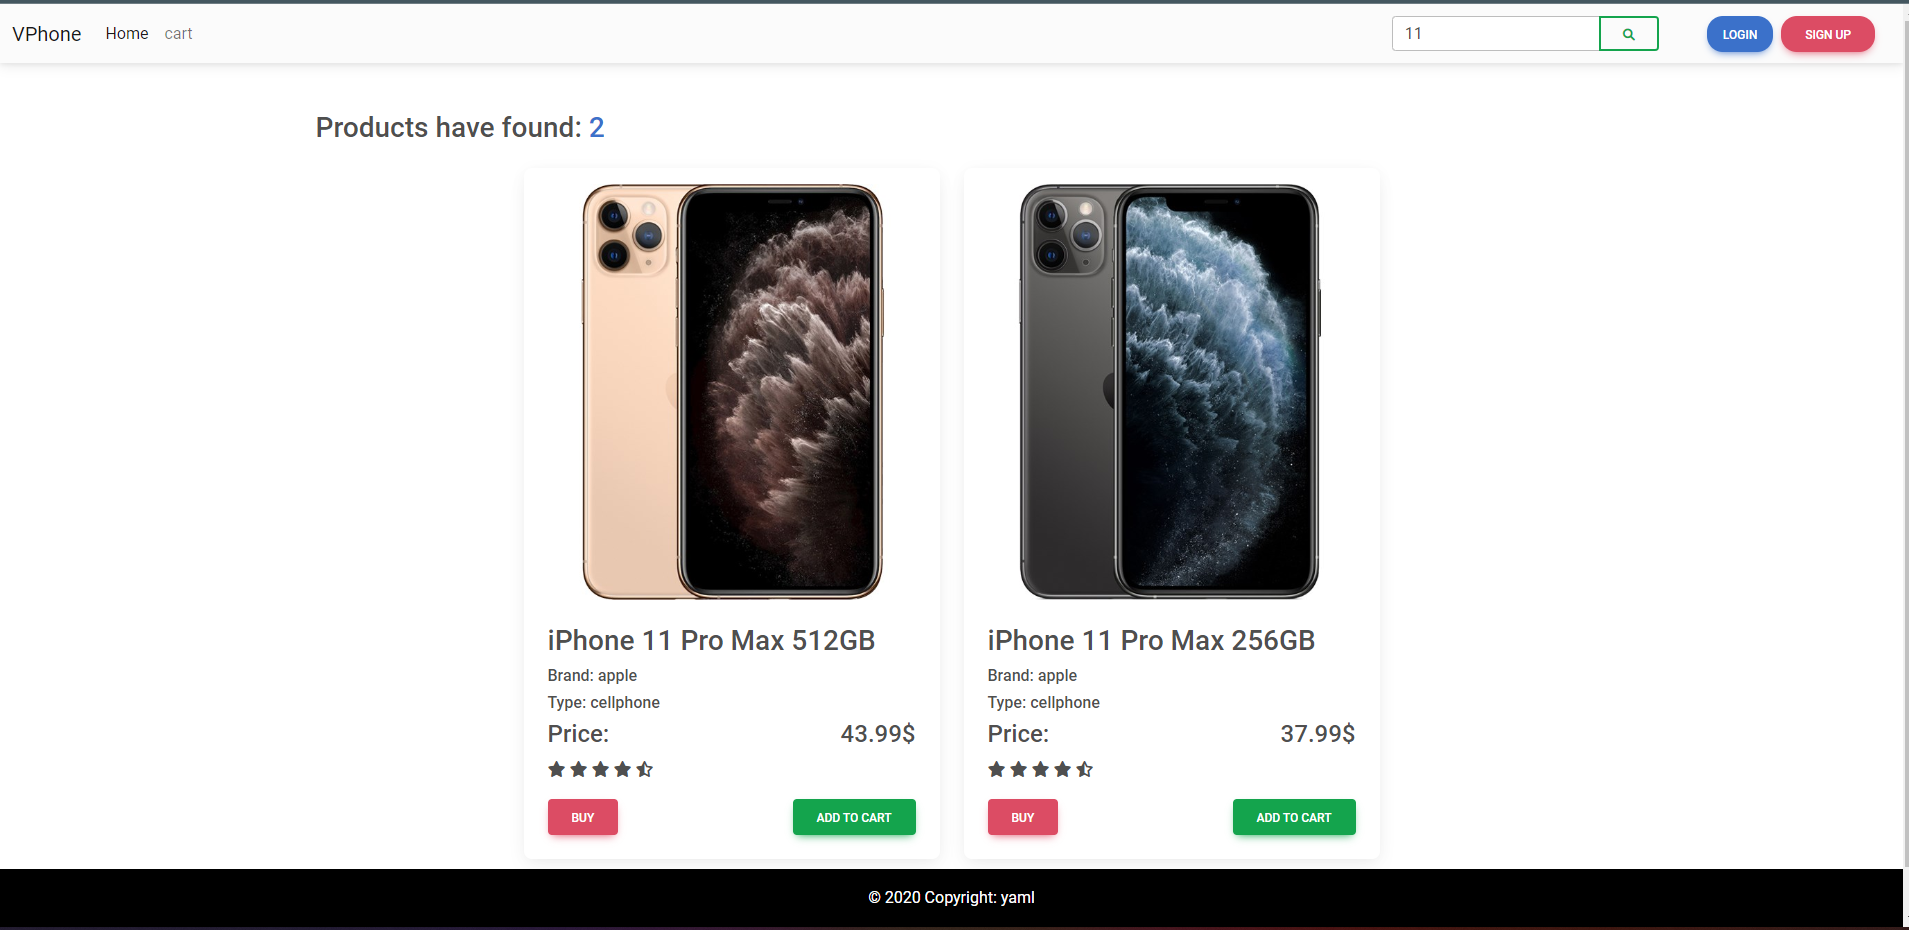 VPhone Home cart 11 LOGIN SIGN UP
Products have found: 2
iPhone 11 Pro Max 512GB
Brand: apple
Type: cellphone
Price: 43.99$
BUY ADD TO CART
iPhone 11 Pro Max 256GB
Brand: apple
Type: cellphone
Price: 37.99$
BUY ADD TO CART
© 2020 Copyright: yaml